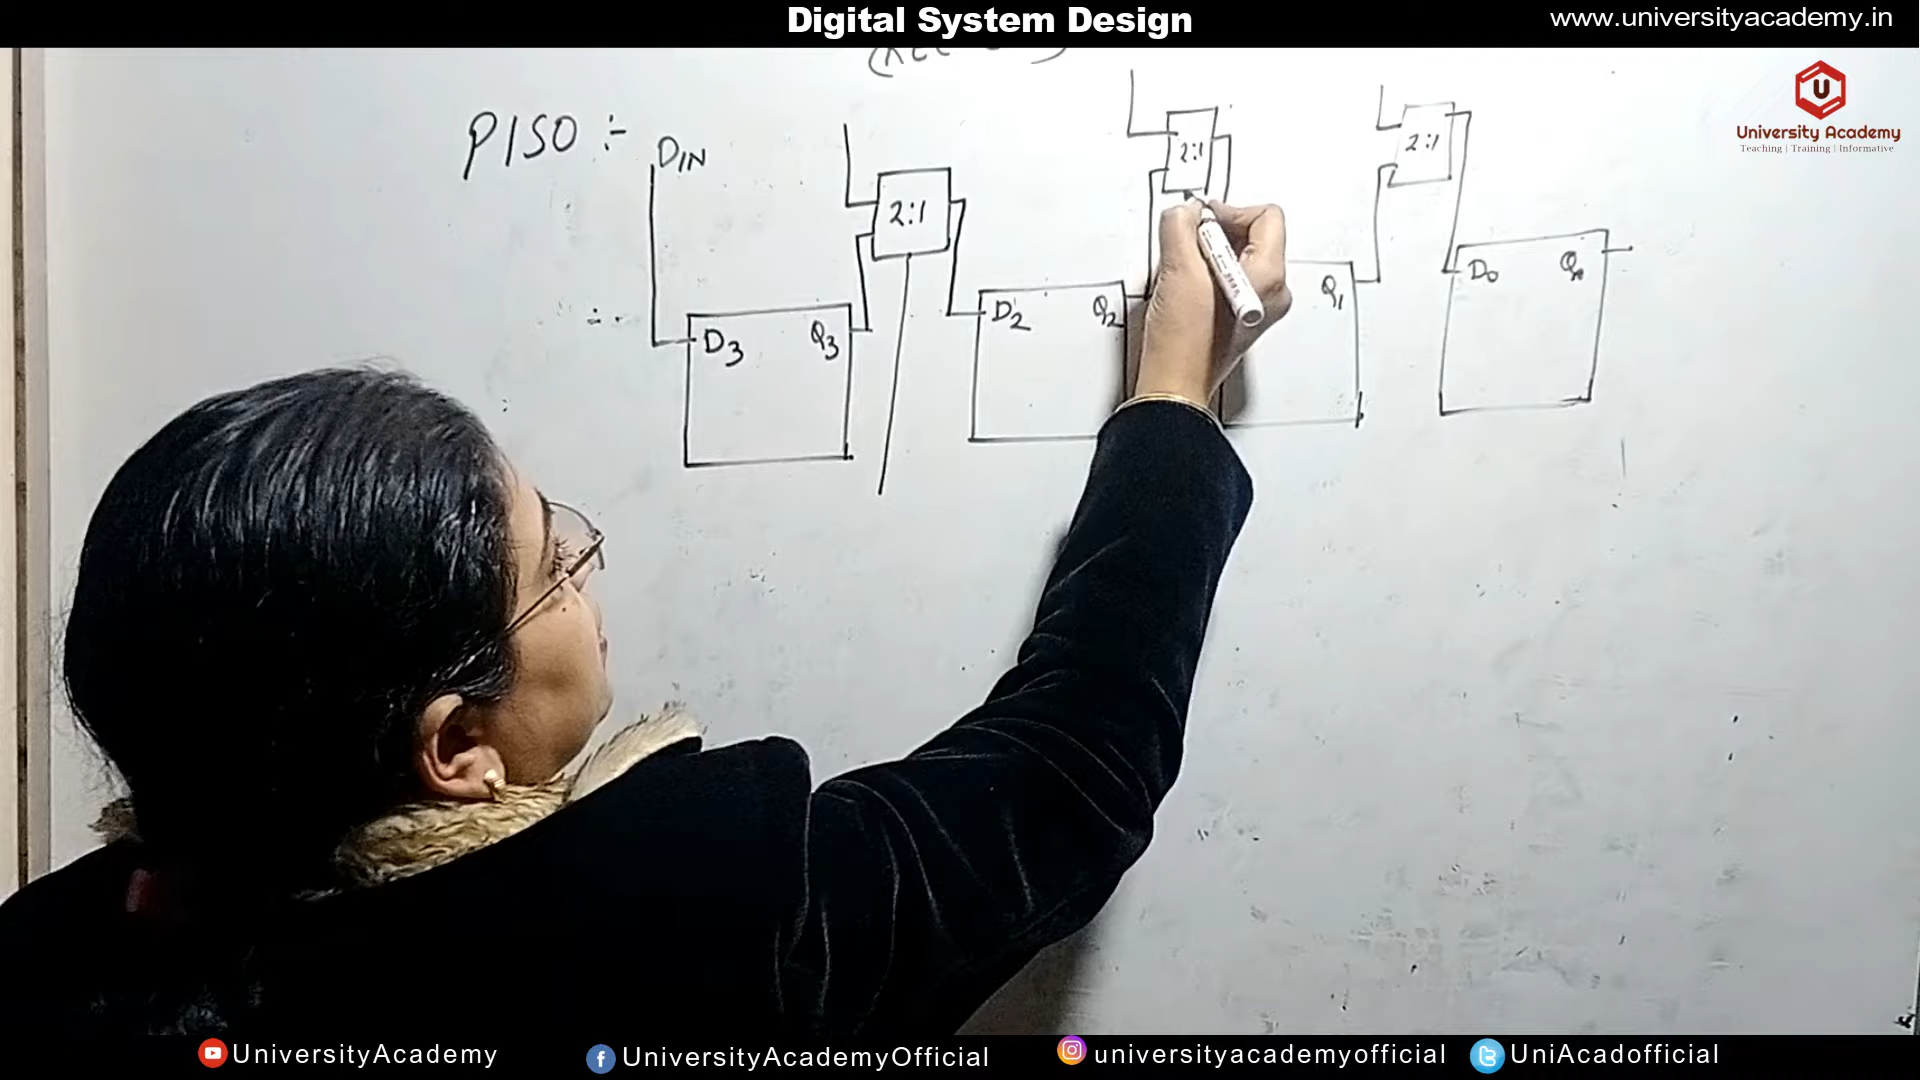 Digital System Design
www.universityacademy.in
U
University Academy
Teaching | Training | Informative
PISO :-
DIN
2:1
2:1
2:1
D3 Q3
D2 Q2
Q1
D0
UniversityAcademy
UniversityAcademyOfficial
universityacademyofficial
UniAcadofficial